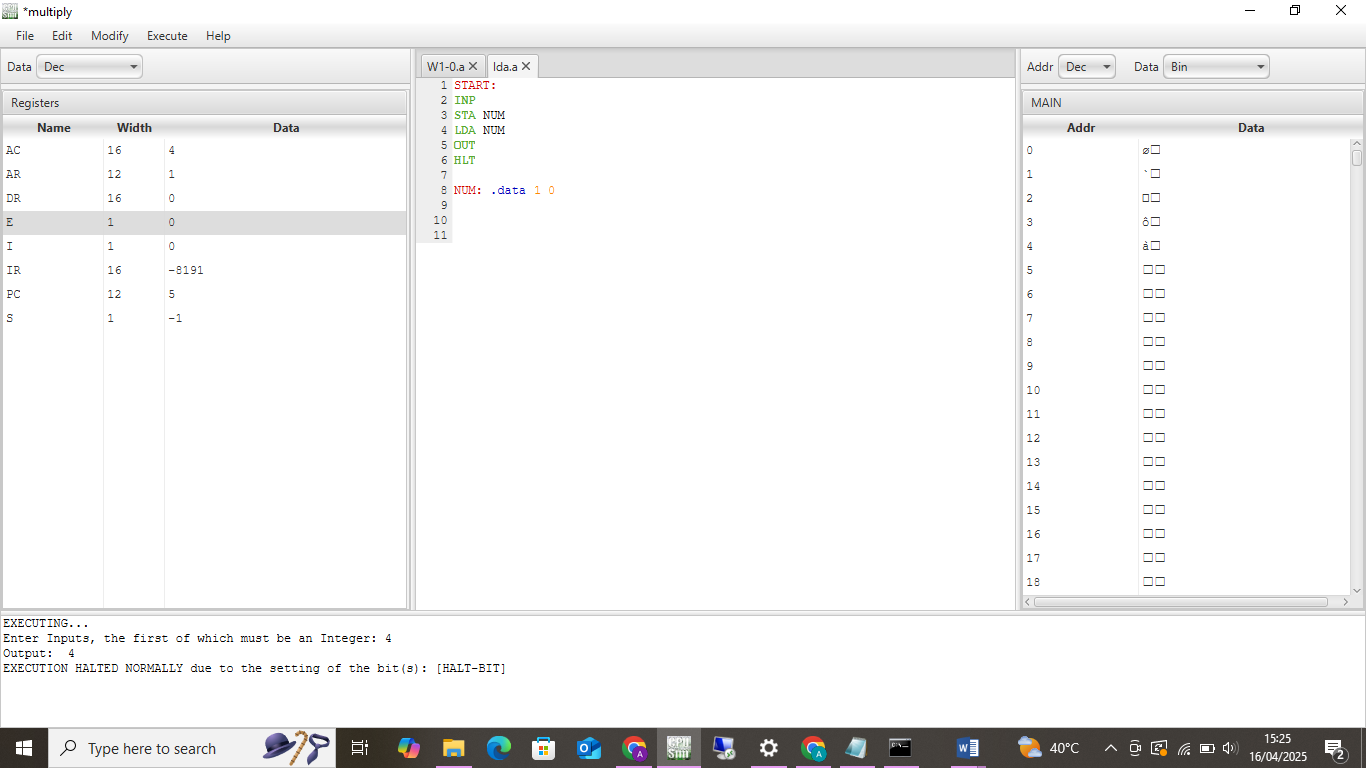 *multiply
File Edit Modify Execute Help
Data Dec
Registers
Name Width Data
AC 16 4
AR 12 1
DR 16 0
E 1 0
I 1 0
IR 16 -8191
PC 12 5
S 1 -1
W1-0.a lda.a
1 START:
2 INP
3 STA NUM
4 LDA NUM
5 OUT
6 HLT
7
8 NUM: .data 1 0
9
10
11
Addr Dec Data Bin
MAIN
Addr Data
0 ø□
1 `□
2 □□
3 ô□
4 à□
5 □□
6 □□
7 □□
8 □□
9 □□
10 □□
11 □□
12 □□
13 □□
14 □□
15 □□
16 □□
17 □□
18 □□
EXECUTING...
Enter Inputs, the first of which must be an Integer: 4
Output: 4
EXECUTION HALTED NORMALLY due to the setting of the bit(s): [HALT-BIT]
Type here to search
40°C
15:25
16/04/2025
2